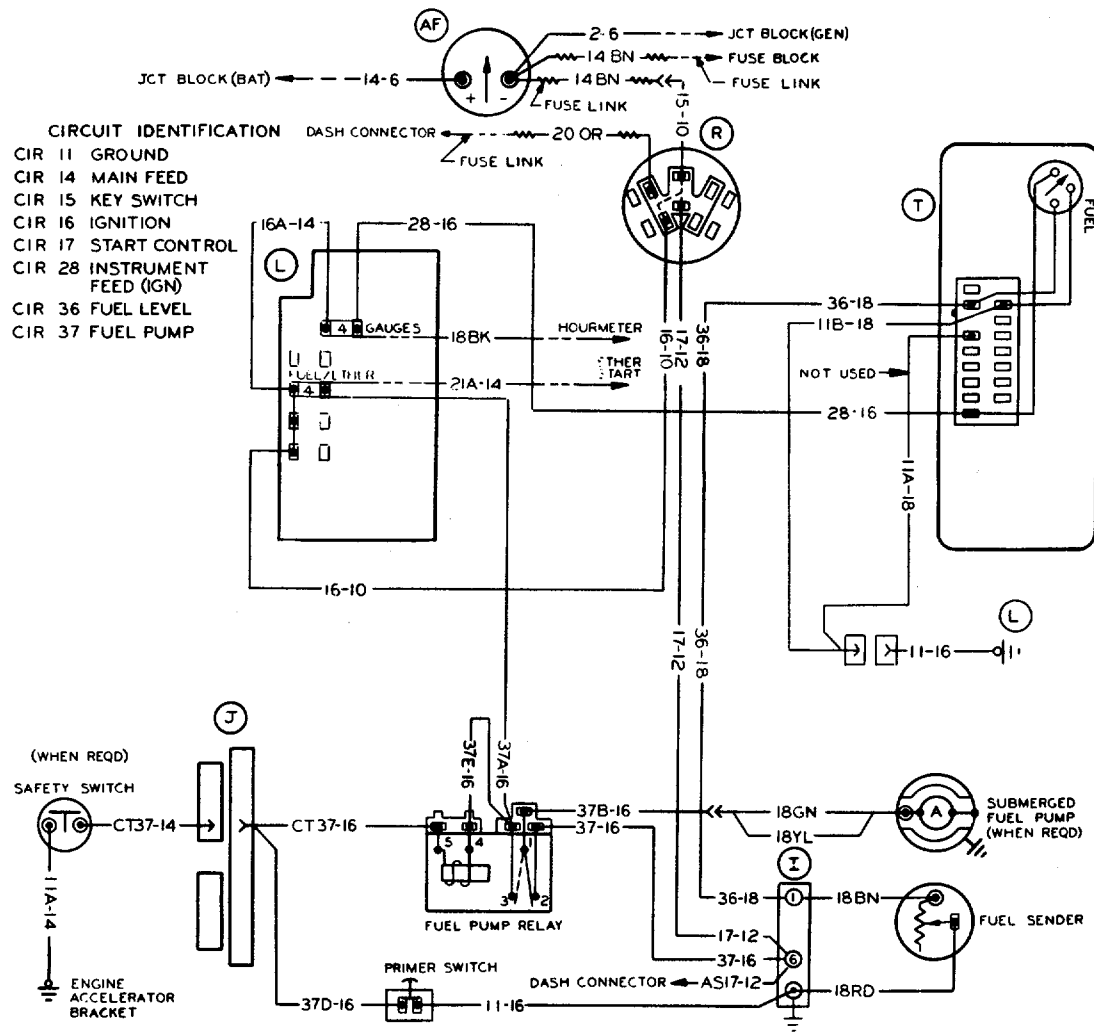 AF
2-6
JCT BLOCK(GEN)
14 BN
FUSE BLOCK
JCT BLOCK(BAT)
14-6
14 BN
FUSE LINK
+
-
FUSE LINK
15-10
R
CIRCUIT IDENTIFICATION
DASH CONNECTOR
20 OR
FUSE LINK
CIR 11 GROUND
CIR 14 MAIN FEED
CIR 15 KEY SWITCH
CIR 16 IGNITION
CIR 17 START CONTROL
CIR 28 INSTRUMENT
FEED (IGN)
CIR 36 FUEL LEVEL
CIR 37 FUEL PUMP
16A-14
28-16
L
T
FUEL
4
GAUGES
18BK
HOURMETER
FUEL/ETHER
4
21A-14
START
16-10
17-12
36-18
36-18
11B-18
NOT USED
28-16
11A-18
16-10
17-12
36-18
L
11-16
J
(WHEN REQD)
SAFETY SWITCH
CT37-14
CT37-16
37E-16
37A-16
37B-16
37-16
18GN
18YL
A
SUBMERGED
FUEL PUMP
(WHEN REQD)
5
4
1
3
2
FUEL PUMP RELAY
I
36-18
1
18BN
FUEL SENDER
11A-14
17-12
37-16
6
DASH CONNECTOR
AS17-12
ENGINE
ACCELERATOR
BRACKET
PRIMER SWITCH
37D-16
11-16
18RD